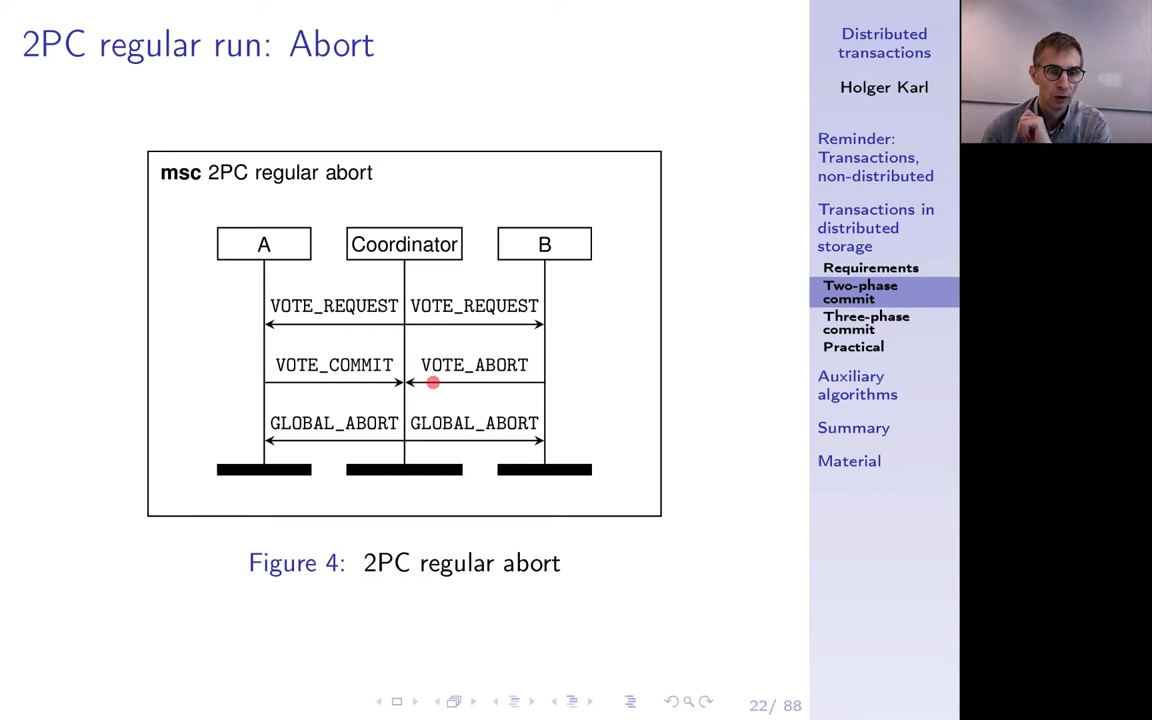 2PC regular run: Abort
msc 2PC regular abort
A
Coordinator
B
VOTE_REQUEST
VOTE_REQUEST
VOTE_COMMIT
VOTE_ABORT
GLOBAL_ABORT
GLOBAL_ABORT
Figure 4: 2PC regular abort
22/ 88
Distributed
transactions
Holger Karl
Reminder:
Transactions,
non-distributed
Transactions in
distributed
storage
Requirements
Two-phase
commit
Three-phase
commit
Practical
Auxiliary
algorithms
Summary
Material